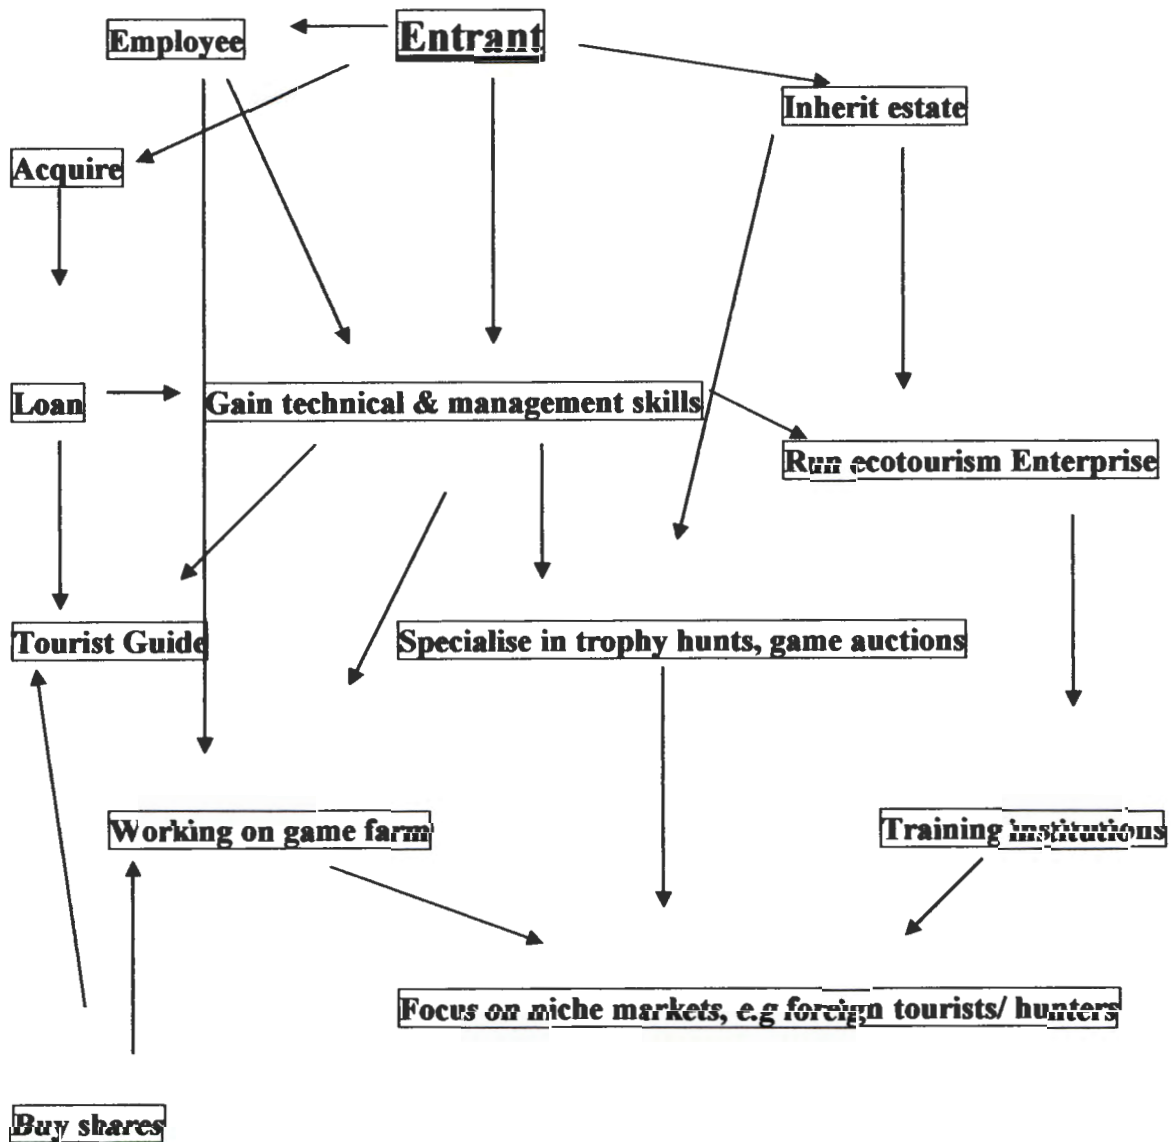 Employee
Entrant
Inherit estate
Acquire
Loan
Gain technical & management skills
Run ecotourism Enterprise
Tourist Guide
Specialise in trophy hunts, game auctions
Working on game farm
Training institutions
Focus on niche markets, e.g foreign tourists/ hunters
Buy shares